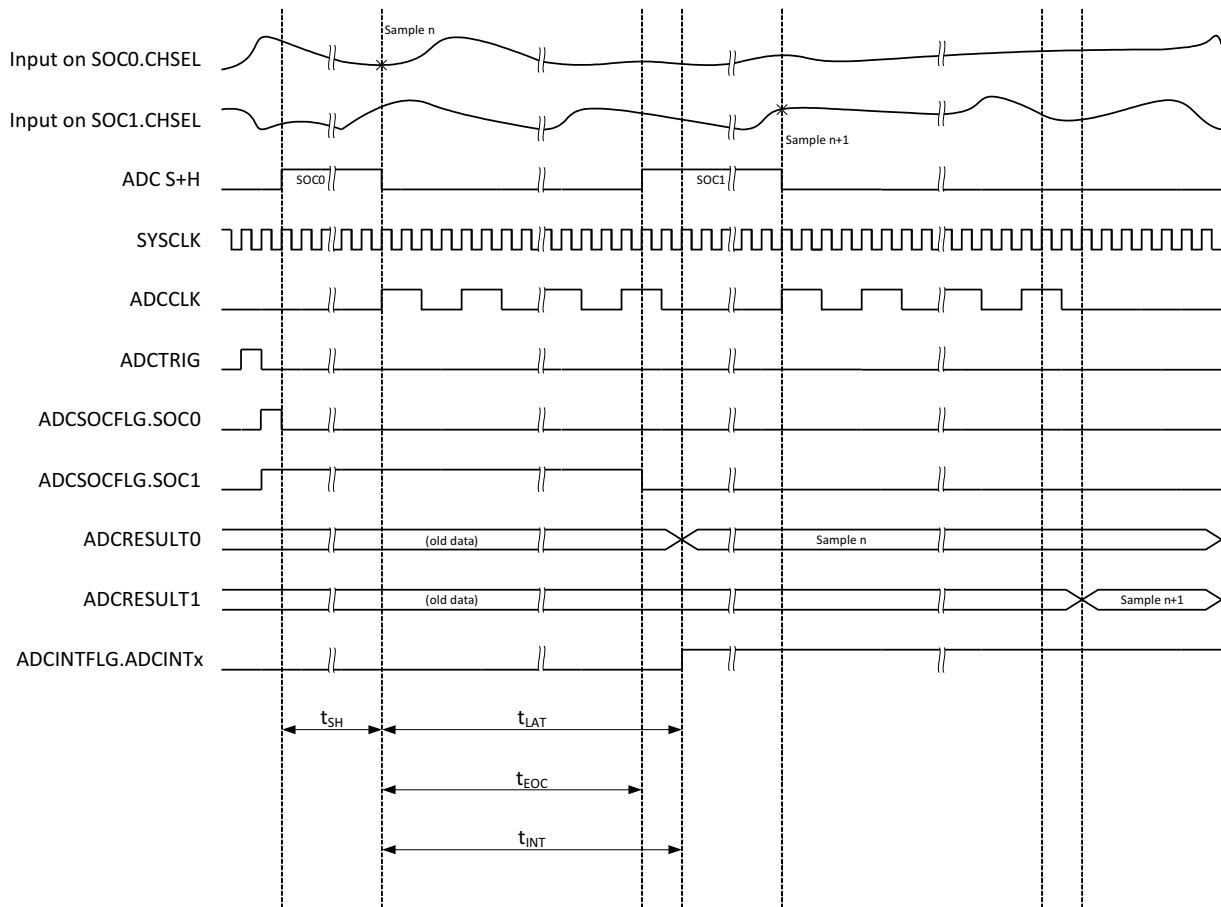 Sample n
Input on SOC0.CHSEL
Input on SOC1.CHSEL
Sample n+1
ADC S+H
SOC0
SOC1
SYSCLK
ADCCLK
ADCTRIG
ADCSOCFLG.SOC0
ADCSOCFLG.SOC1
ADCRESULT0
(old data)
Sample n
ADCRESULT1
(old data)
Sample n+1
ADCINTFLG.ADCINTx
tSH
tLAT
tEOC
tINT